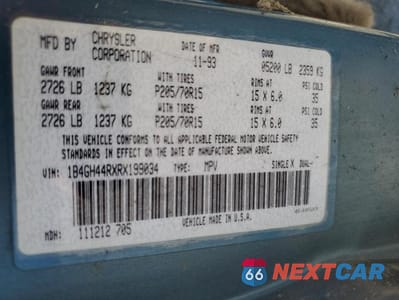 MFD BY CHRYSLER CORPORATION DATE OF MFR 11-93 GVWR 05200 LB 2359 KG
GAWR FRONT WITH TIRES RIMS AT PSI COLD
2726 LB 1237 KG P205/70R15 15 X 6.0 35
GAWR REAR WITH TIRES RIMS AT PSI COLD
2726 LB 1237 KG P205/70R15 15 X 6.0 35
THIS VEHICLE CONFORMS TO ALL APPLICABLE FEDERAL MOTOR VEHICLE SAFETY
STANDARDS IN EFFECT ON THE DATE OF MANUFACTURE SHOWN ABOVE.
VIN: 1B4GH44RXRX199034 TYPE: MPV SINGLE X DUAL
MADE IN U.S.A.
MDH: 111212 705
66 NEXTCAR